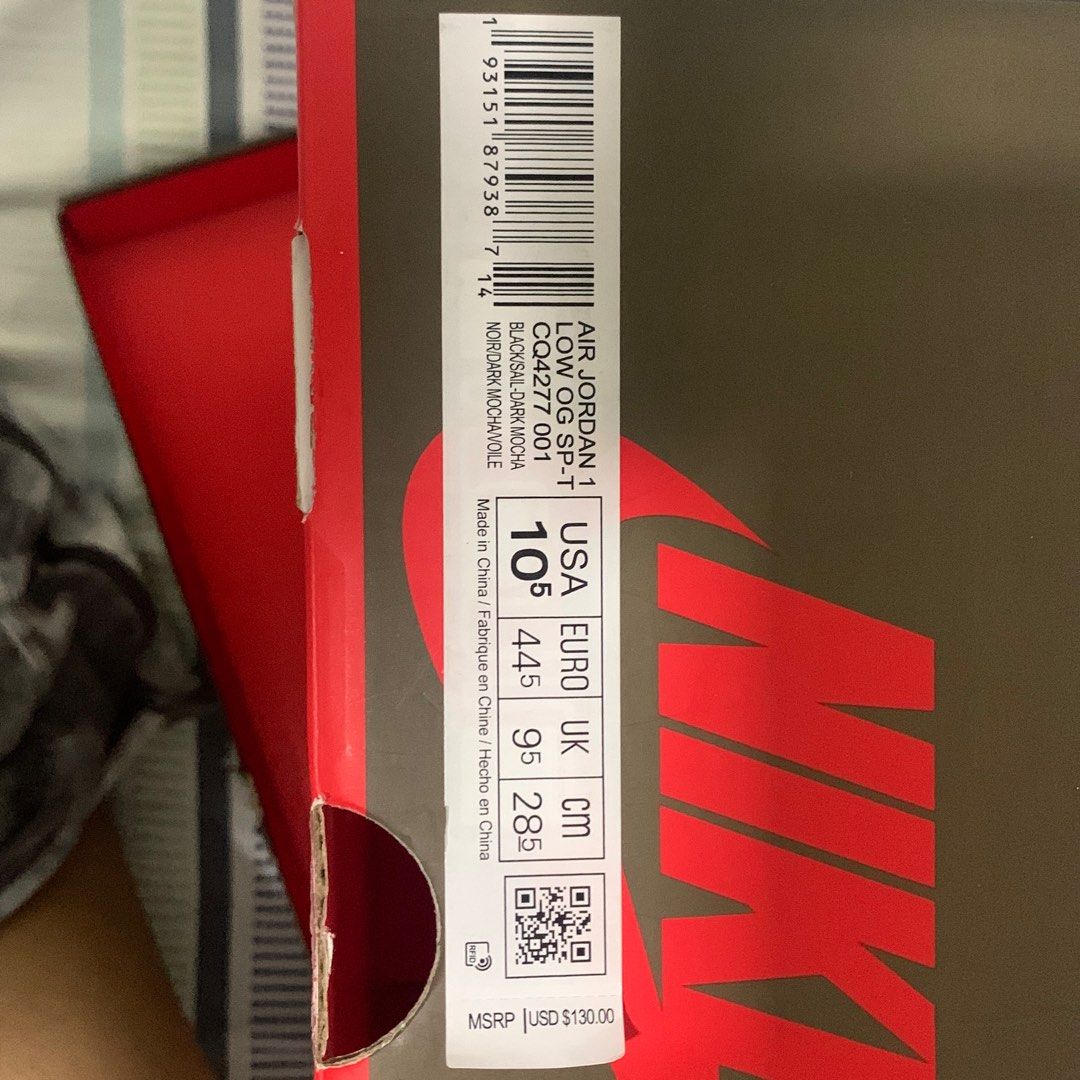 1 93151 87938 7 14
AIR JORDAN 1
LOW OG SP-T
CQ4277 001
BLACK/SAIL-DARK MOCHA
NOIR/DARK MOCHA/VOILE
USA EURO UK cm
10⁵ 44⁵ 9⁵ 28⁵
Made in China / Fabrique en Chine / Hecho en China
RFID
MSRP USD $130.00
NIKE